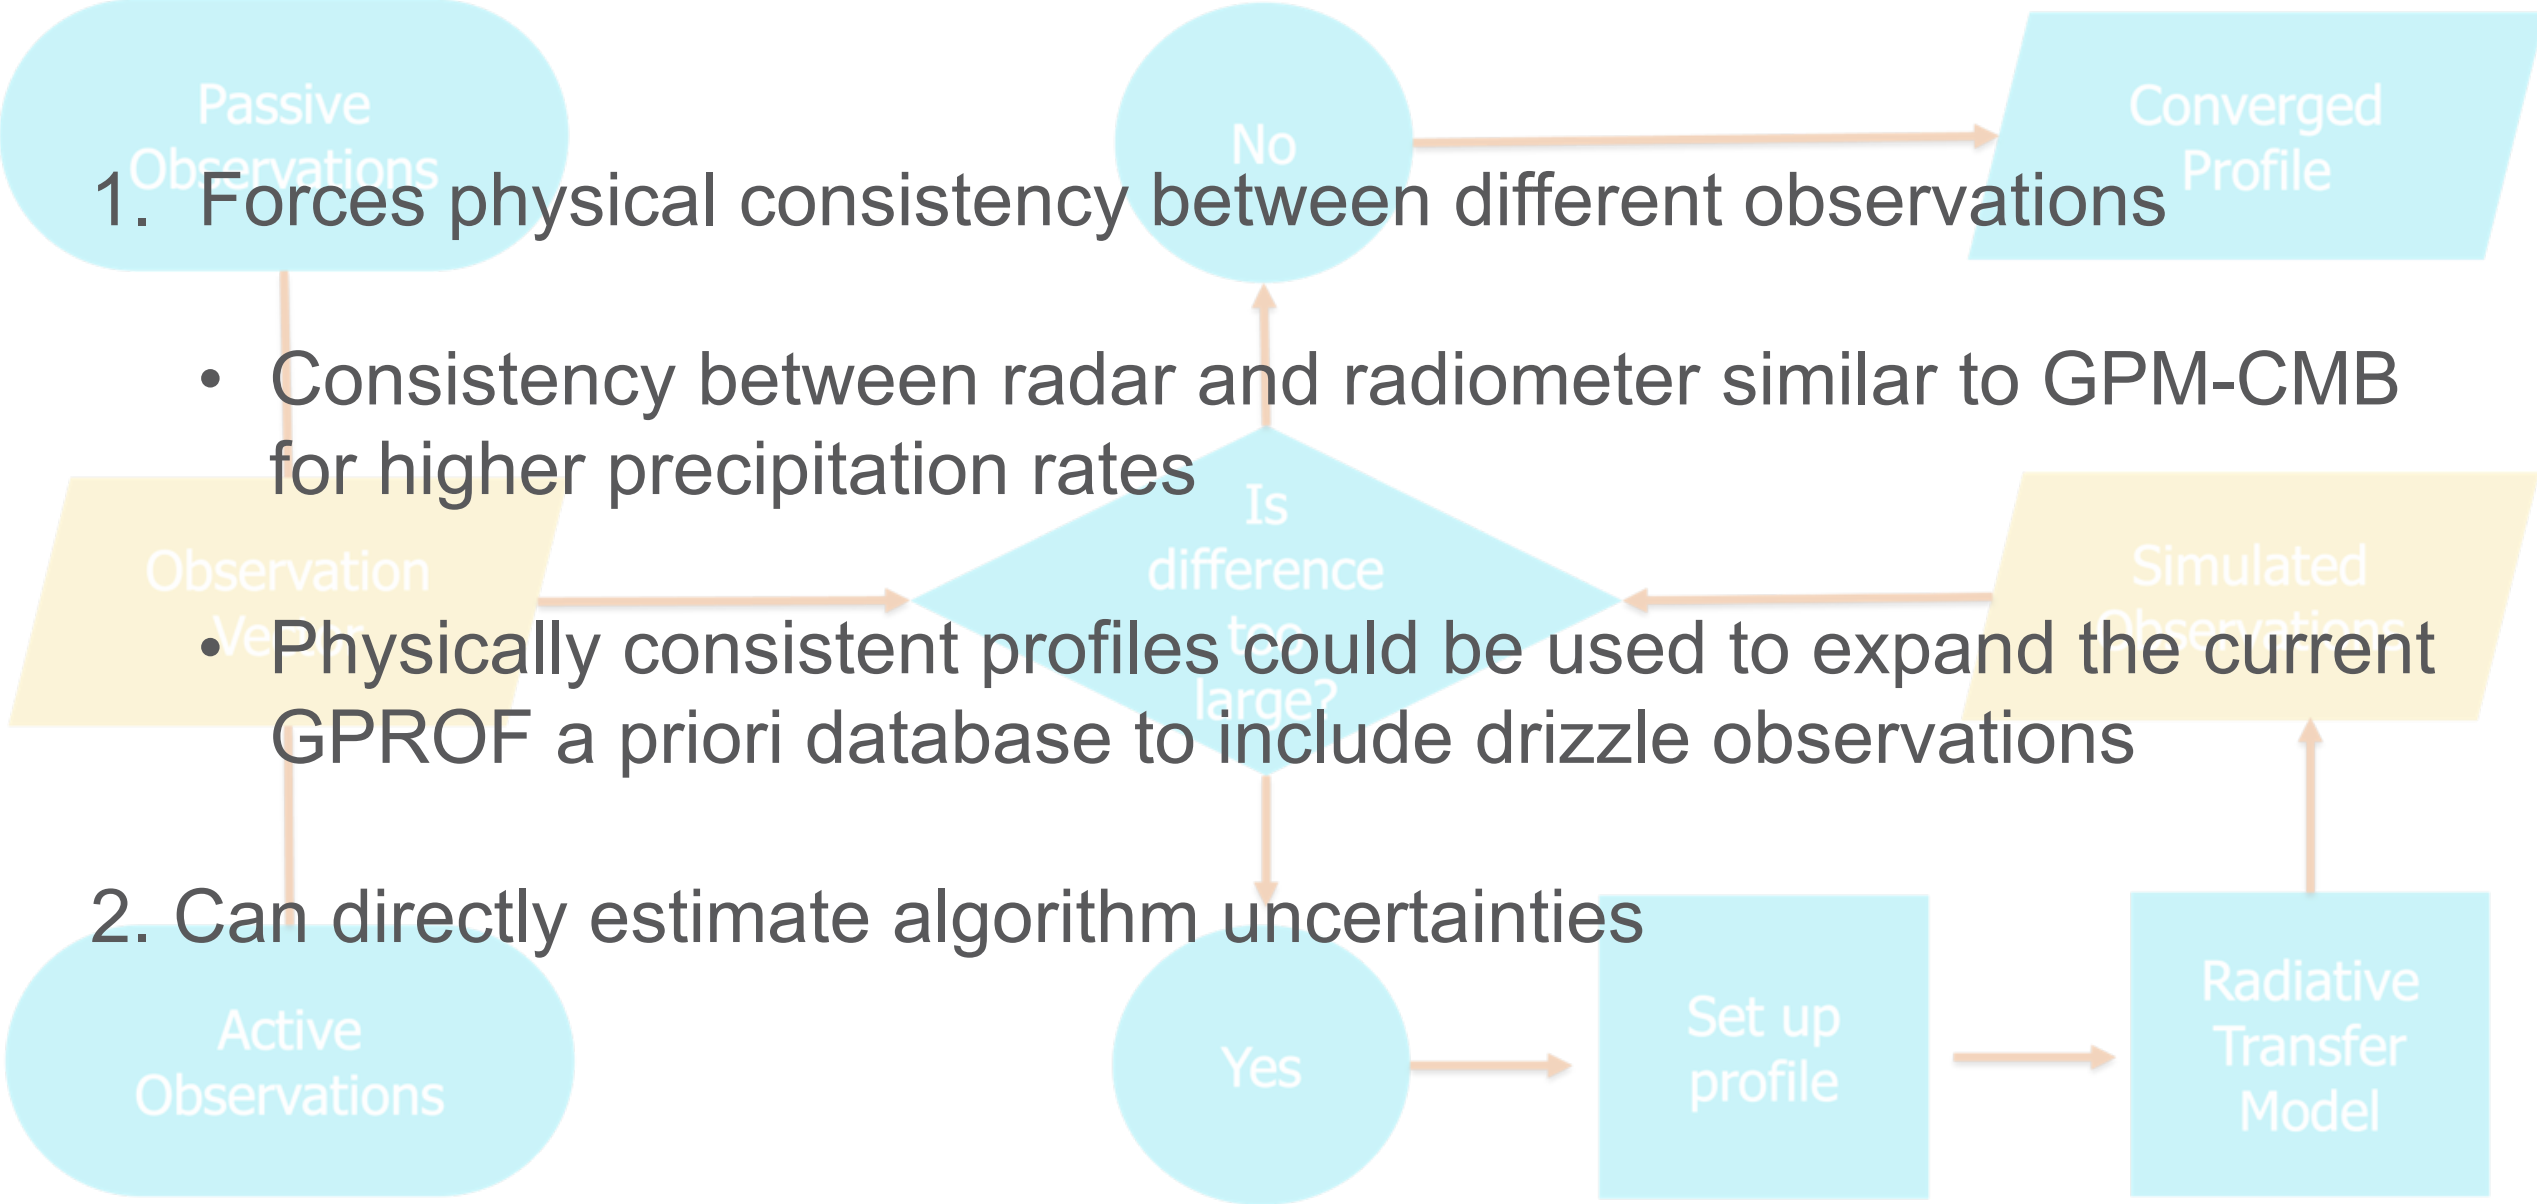 1. Forces physical consistency between different observations
• Consistency between radar and radiometer similar to GPM-CMB
for higher precipitation rates
• Physically consistent profiles could be used to expand the current
GPROF a priori database to include drizzle observations
2. Can directly estimate algorithm uncertainties
Passive
Observations
No
Converged
Profile
Observation
Vector
Is
difference
too
large?
Simulated
Observations
Active
Observations
Yes
Set up
profile
Radiative
Transfer
Model